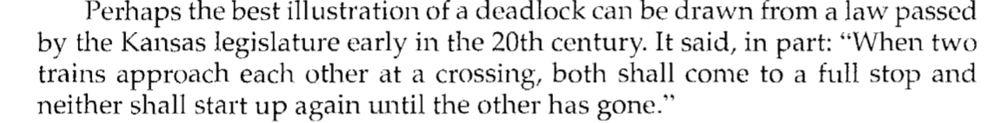 Perhaps the best illustration of a deadlock can be drawn from a law passed
by the Kansas legislature early in the 20th century. It said, in part: “When two
trains approach each other at a crossing, both shall come to a full stop and
neither shall start up again until the other has gone.”